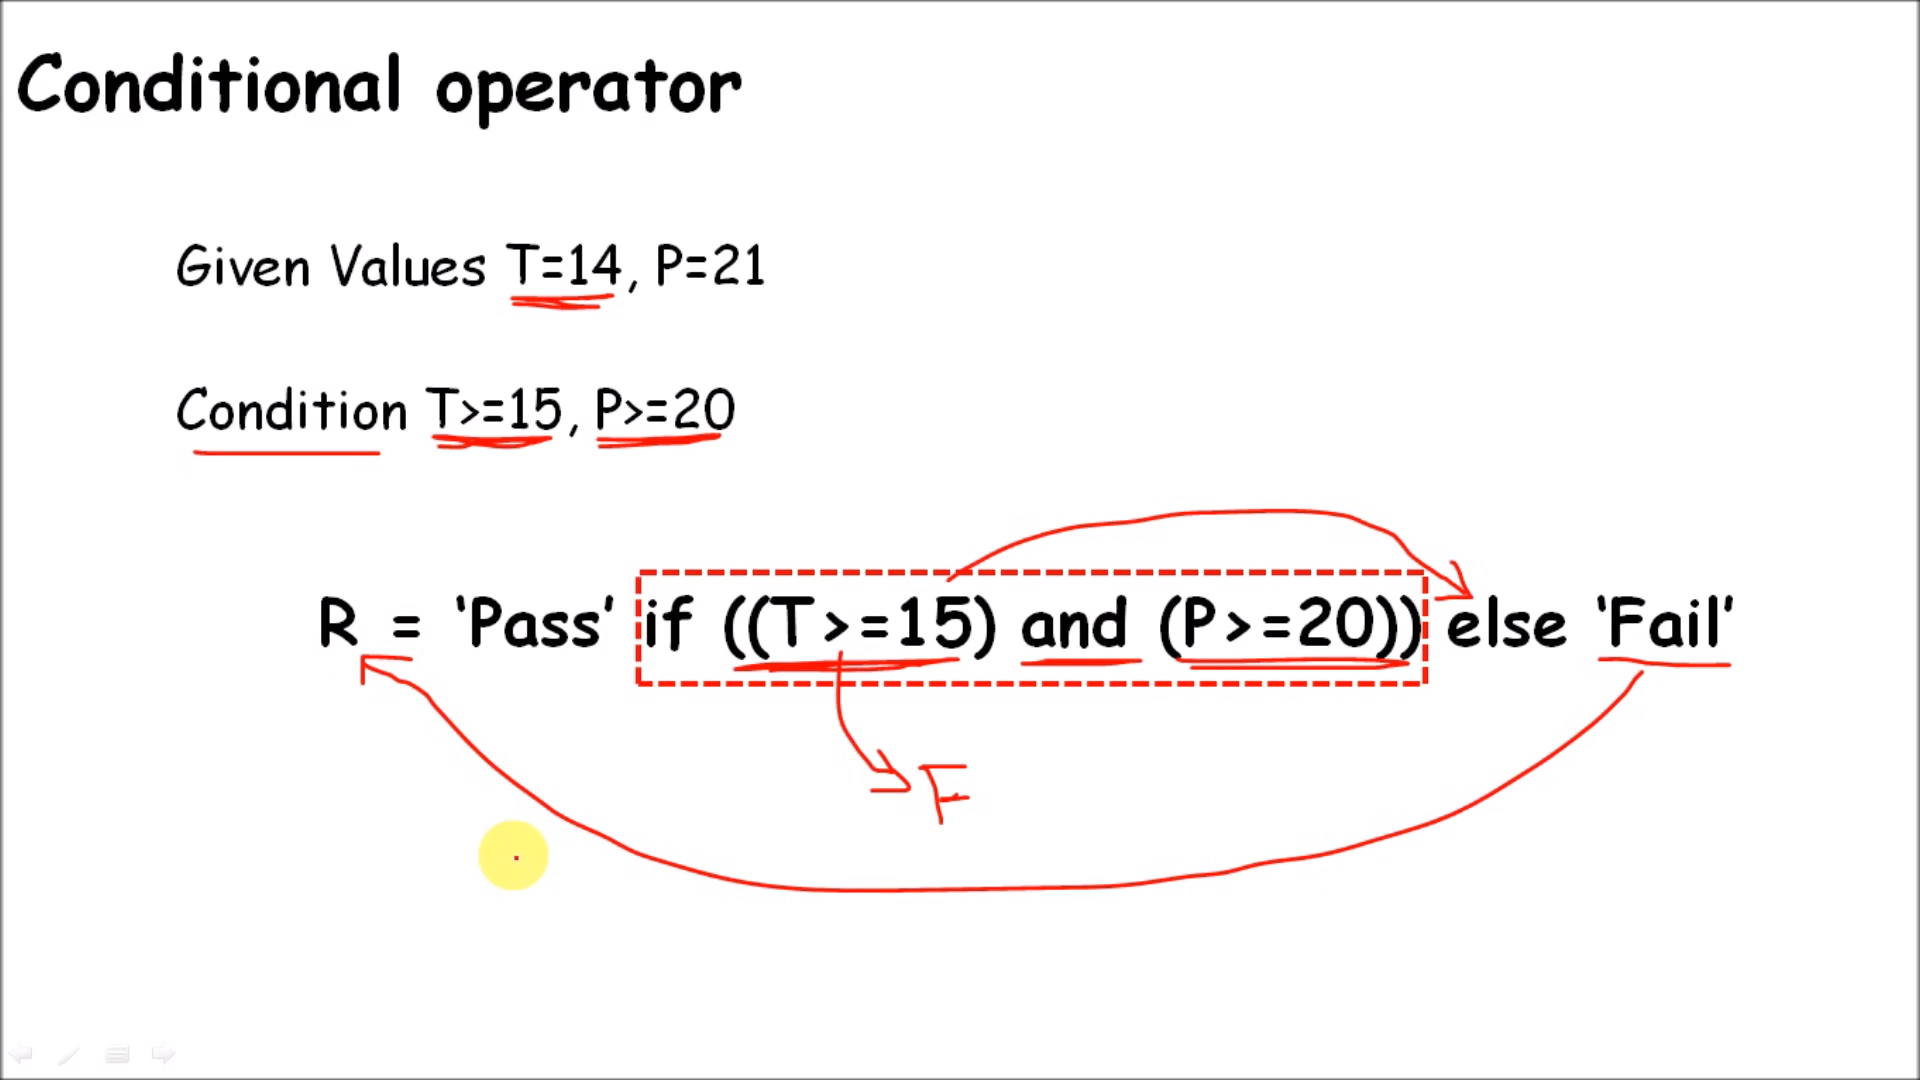 Conditional operator
Given Values T=14, P=21
Condition T>=15, P>=20
R = ‘Pass’ if ((T>=15) and (P>=20)) else ‘Fail’
F